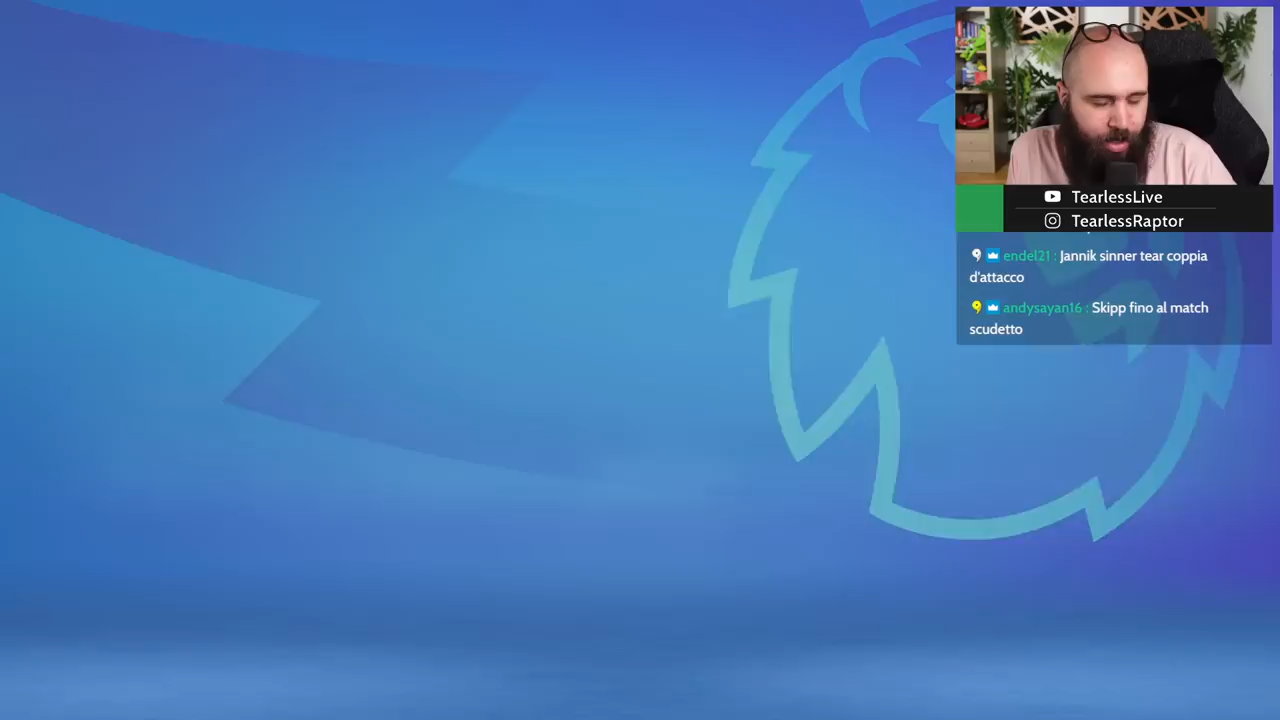 TearlessLive
TearlessRaptor
endel21 : Jannik sinner tear coppia
d'attacco
andysayan16 : Skipp fino al match
scudetto